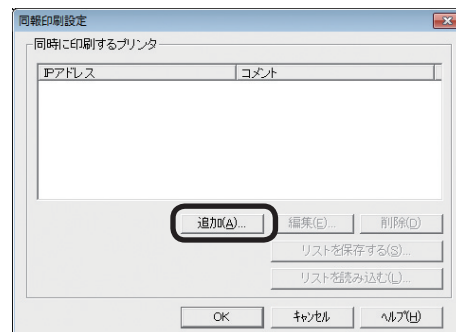 同報印刷設定
同時に印刷するプリンタ
IPアドレス コメント
追加(A)... 編集(E)... 削除(D)
リストを保存する(S)...
リストを読み込む(L)...
OK キャンセル ヘルプ(H)